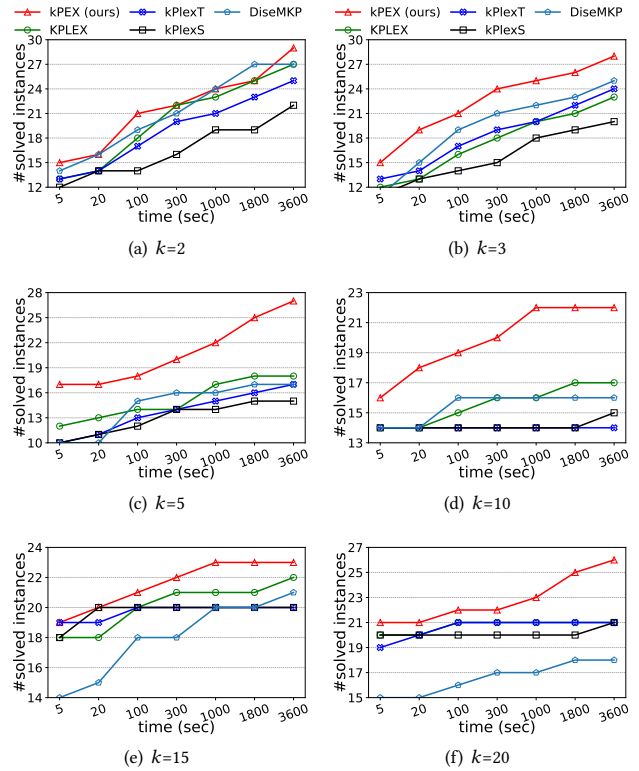 kPEX (ours) kPlexT DiseMKP
KPLEX kPlexS
30
27
24
21
18
15
12
#solved instances
5 20 100 300 1000 1800 3600
time (sec)
(a) k=2
kPEX (ours) kPlexT DiseMKP
KPLEX kPlexS
30
27
24
21
18
15
12
#solved instances
5 20 100 300 1000 1800 3600
time (sec)
(b) k=3
28
25
22
19
16
13
10
#solved instances
5 20 100 300 1000 1800 3600
time (sec)
(c) k=5
23
21
19
17
15
13
#solved instances
5 20 100 300 1000 1800 3600
time (sec)
(d) k=10
24
22
20
18
16
14
#solved instances
5 20 100 300 1000 1800 3600
time (sec)
(e) k=15
27
25
23
21
19
17
15
#solved instances
5 20 100 300 1000 1800 3600
time (sec)
(f) k=20